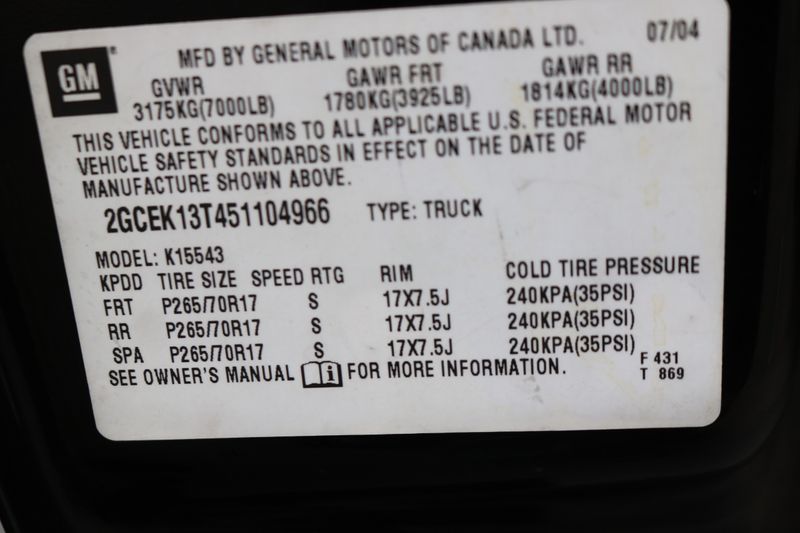 GM MFD BY GENERAL MOTORS OF CANADA LTD. 07/04
GVWR GAWR FRT GAWR RR
3175KG(7000LB) 1780KG(3925LB) 1814KG(4000LB)
THIS VEHICLE CONFORMS TO ALL APPLICABLE U.S. FEDERAL MOTOR
VEHICLE SAFETY STANDARDS IN EFFECT ON THE DATE OF
MANUFACTURE SHOWN ABOVE.
2GCEK13T451104966 TYPE: TRUCK
MODEL: K15543
KPDD TIRE SIZE SPEED RTG RIM COLD TIRE PRESSURE
FRT P265/70R17 S 17X7.5J 240KPA(35PSI)
RR P265/70R17 S 17X7.5J 240KPA(35PSI)
SPA P265/70R17 S 17X7.5J 240KPA(35PSI)
SEE OWNER'S MANUAL i FOR MORE INFORMATION. F 431
T 869